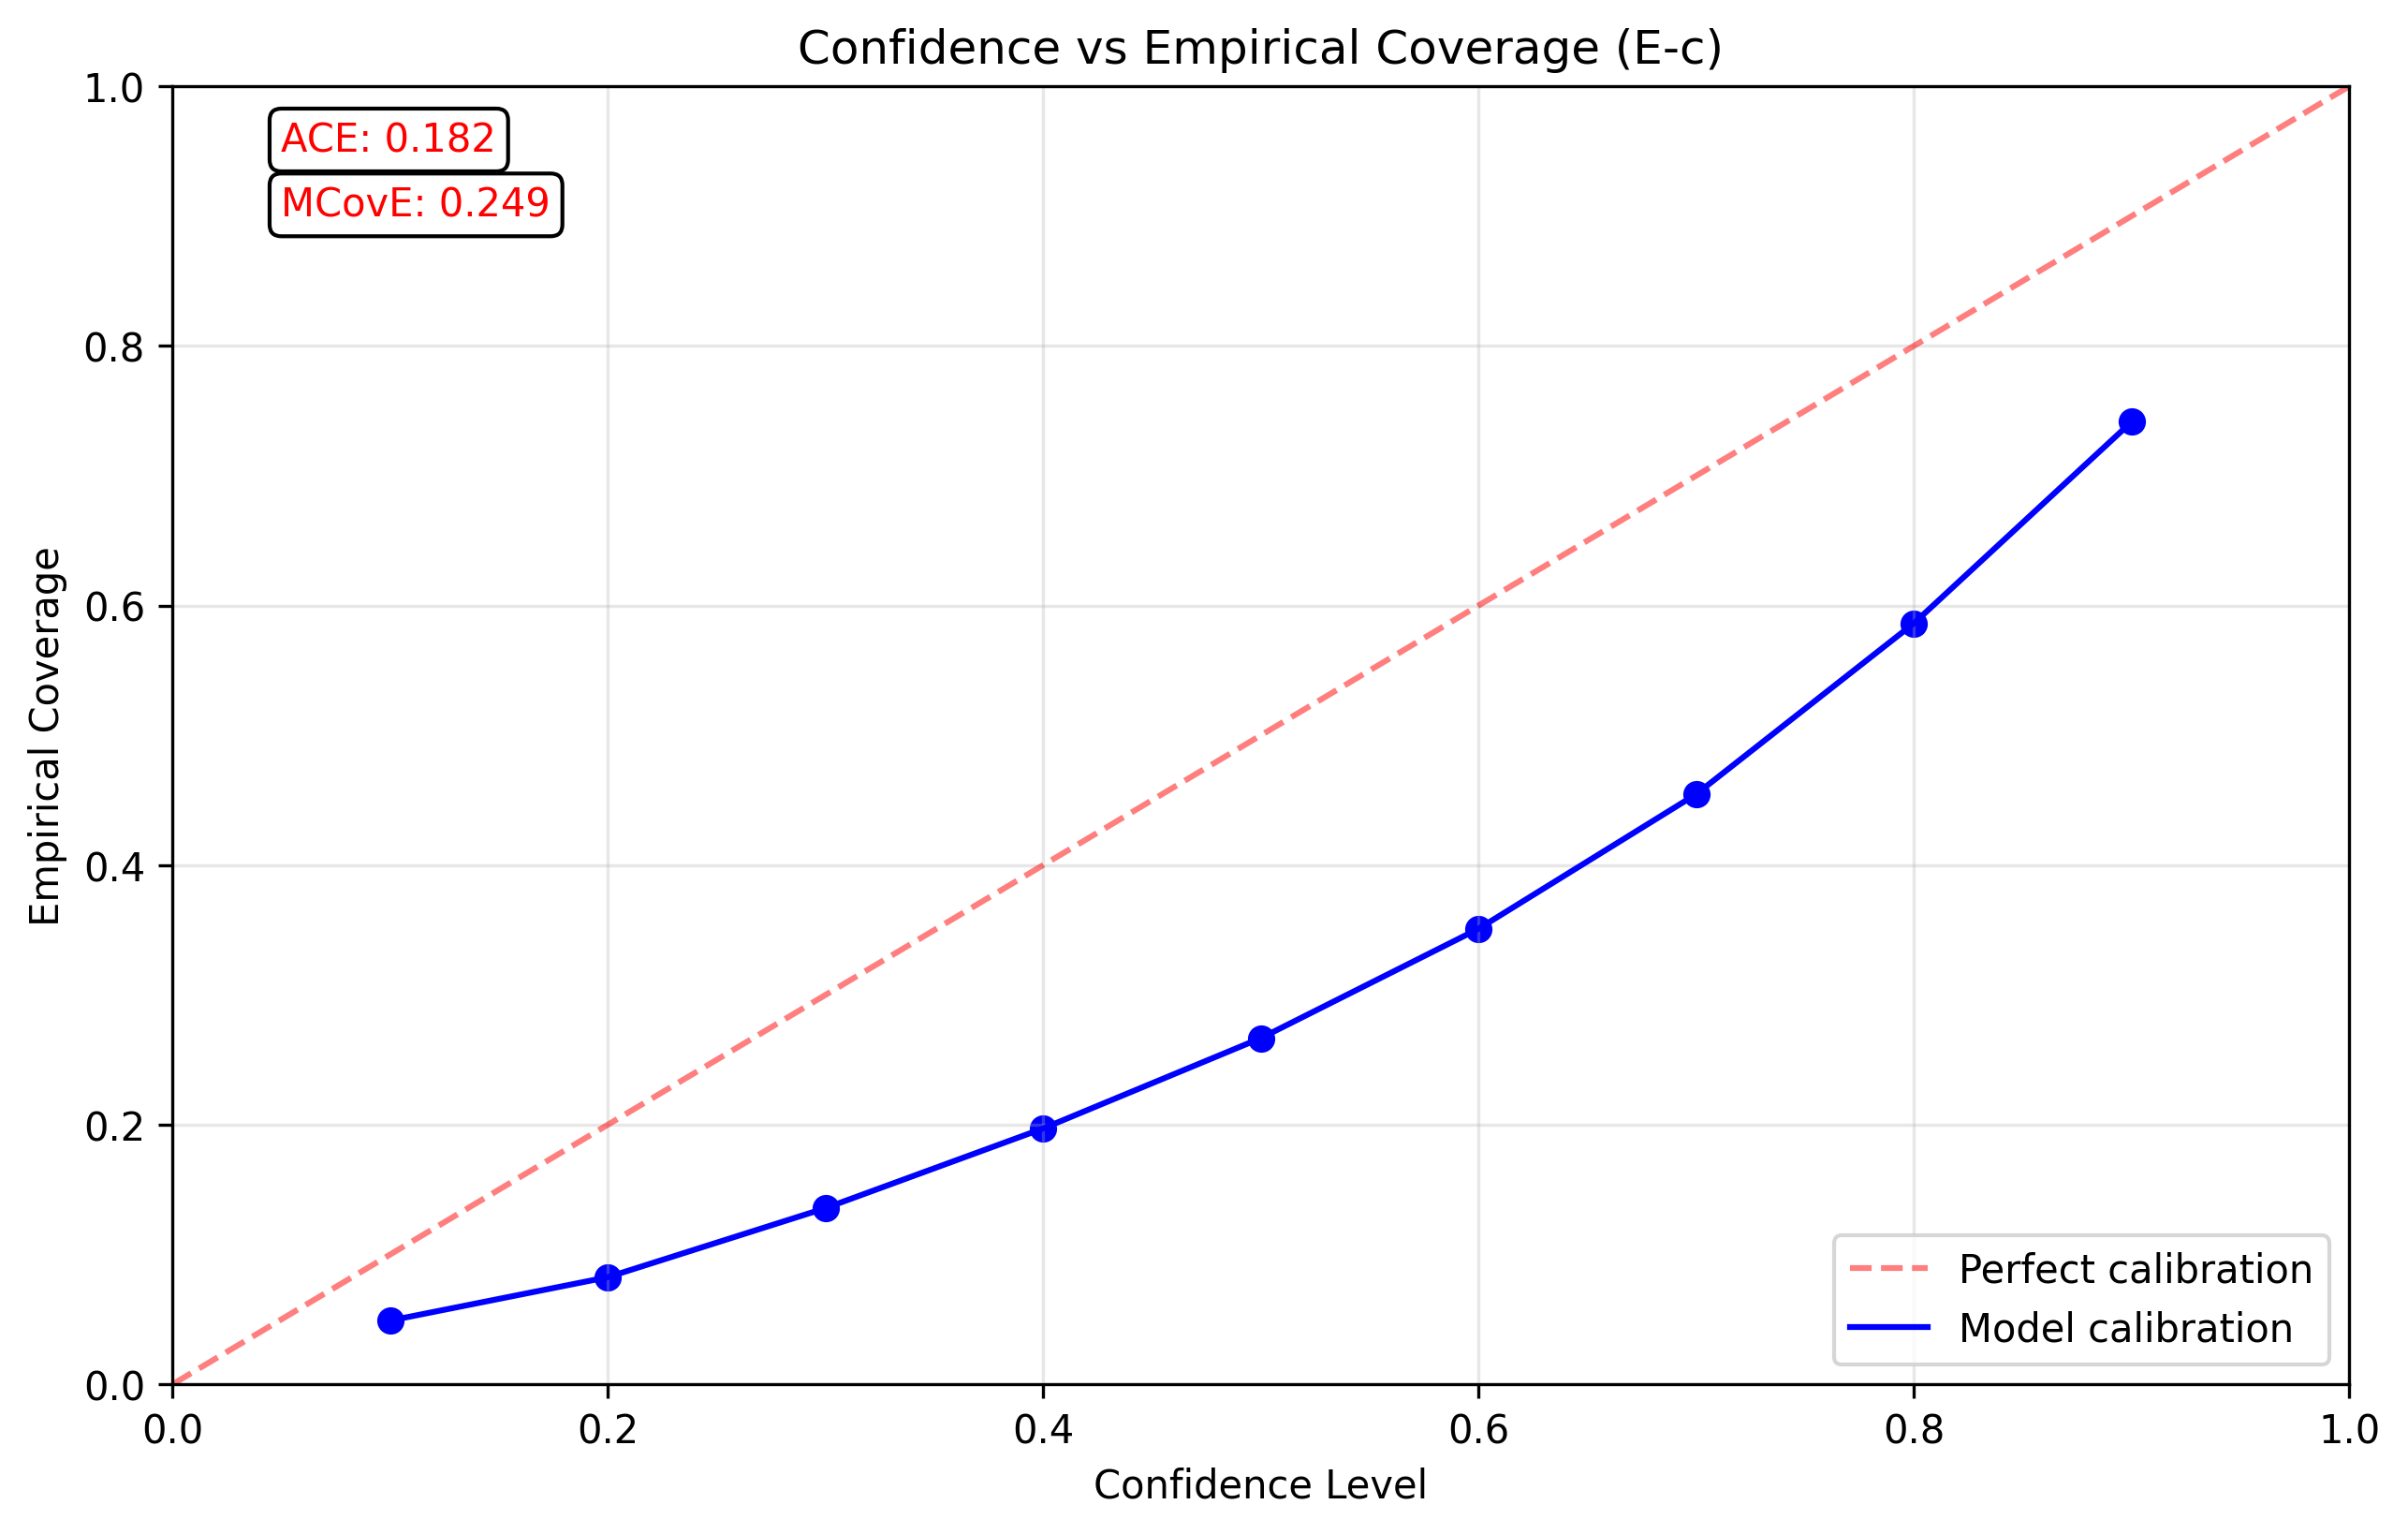 Confidence vs Empirical Coverage (E-c)
ACE: 0.182
MCovE: 0.249
1.0
0.8
0.6
0.4
0.2
0.0
Empirical Coverage
Perfect calibration
Model calibration
0.0 0.2 0.4 0.6 0.8 1.0
Confidence Level